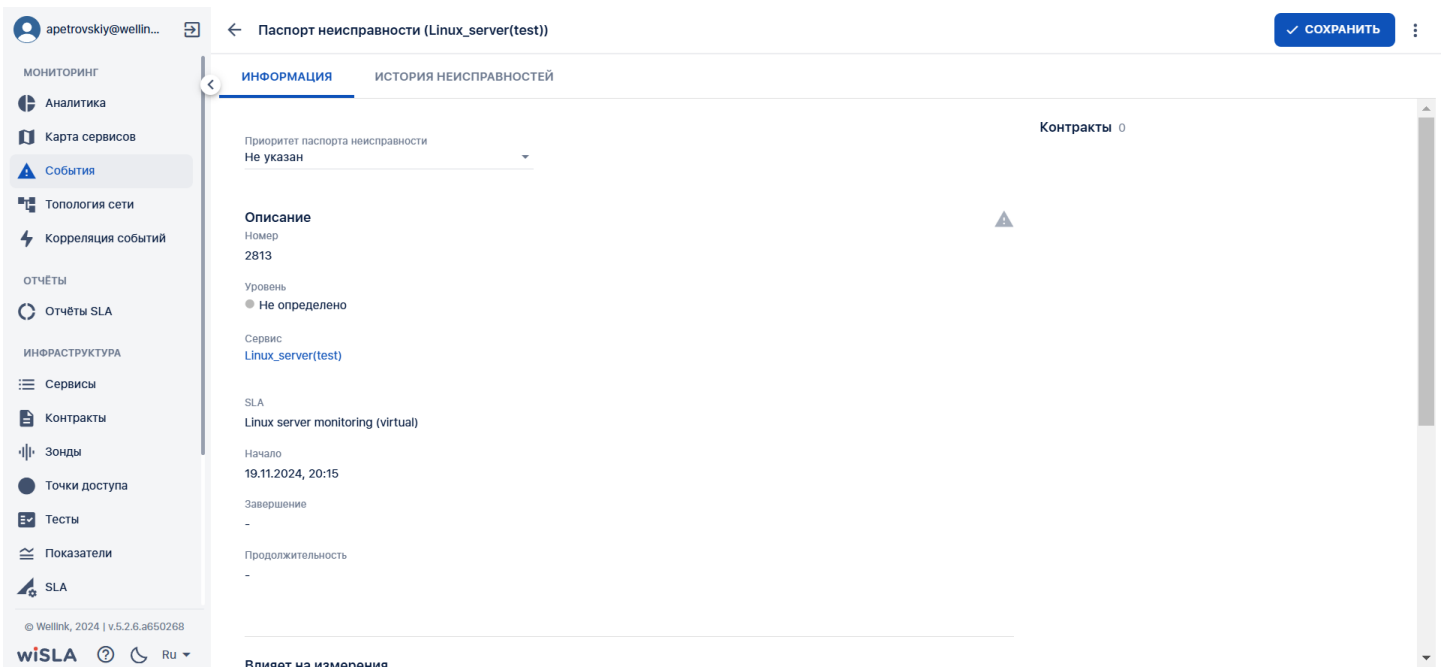 apetrovskiy@wellin...
МОНИТОРИНГ
Аналитика
Карта сервисов
События
Топология сети
Корреляция событий
ОТЧЁТЫ
Отчёты SLA
ИНФРАСТРУКТУРА
Сервисы
Контракты
Зонды
Точки доступа
Тесты
Показатели
SLA
© Wellink, 2024 | v.5.2.6.a650268
wiSLA
Ru
Паспорт неисправности (Linux_server(test))
СОХРАНИТЬ
ИНФОРМАЦИЯ
ИСТОРИЯ НЕИСПРАВНОСТЕЙ
Приоритет паспорта неисправности
Не указан
Описание
Номер
2813
Уровень
Не определено
Сервис
Linux_server(test)
SLA
Linux server monitoring (virtual)
Начало
19.11.2024, 20:15
Завершение
-
Продолжительность
-
Влияет на измерения
Контракты 0